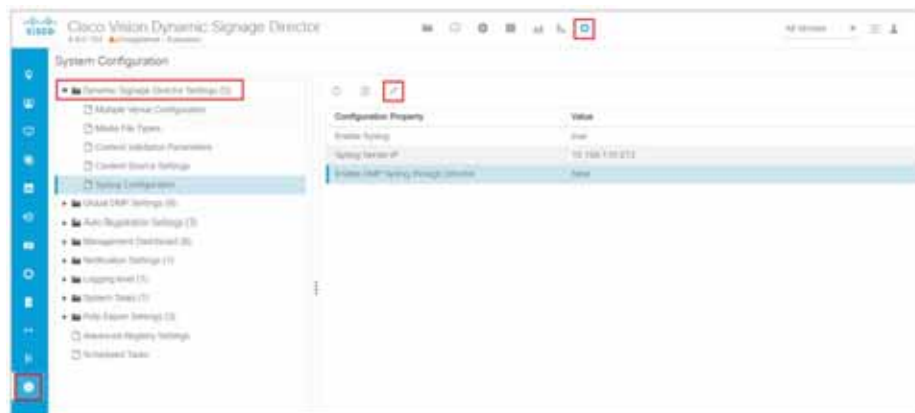 CISCO
Cisco Vision Dynamic Signage Director
All Venues
System Configuration
Dynamic Signage Director Settings (5)
Multiple Venue Configuration
Media File Types
Content Validation Parameters
Content Source Settings
Syslog Configuration
Global DMP Settings (6)
Auto Registration Settings (3)
Management Dashboard (6)
Notification Settings (1)
Logging level (1)
System Tasks (7)
Advanced Registry Settings
Scheduled Tasks
Configuration Property Value
Enable Syslog true
Syslog Server IP
Enable DMP Syslog through Director false